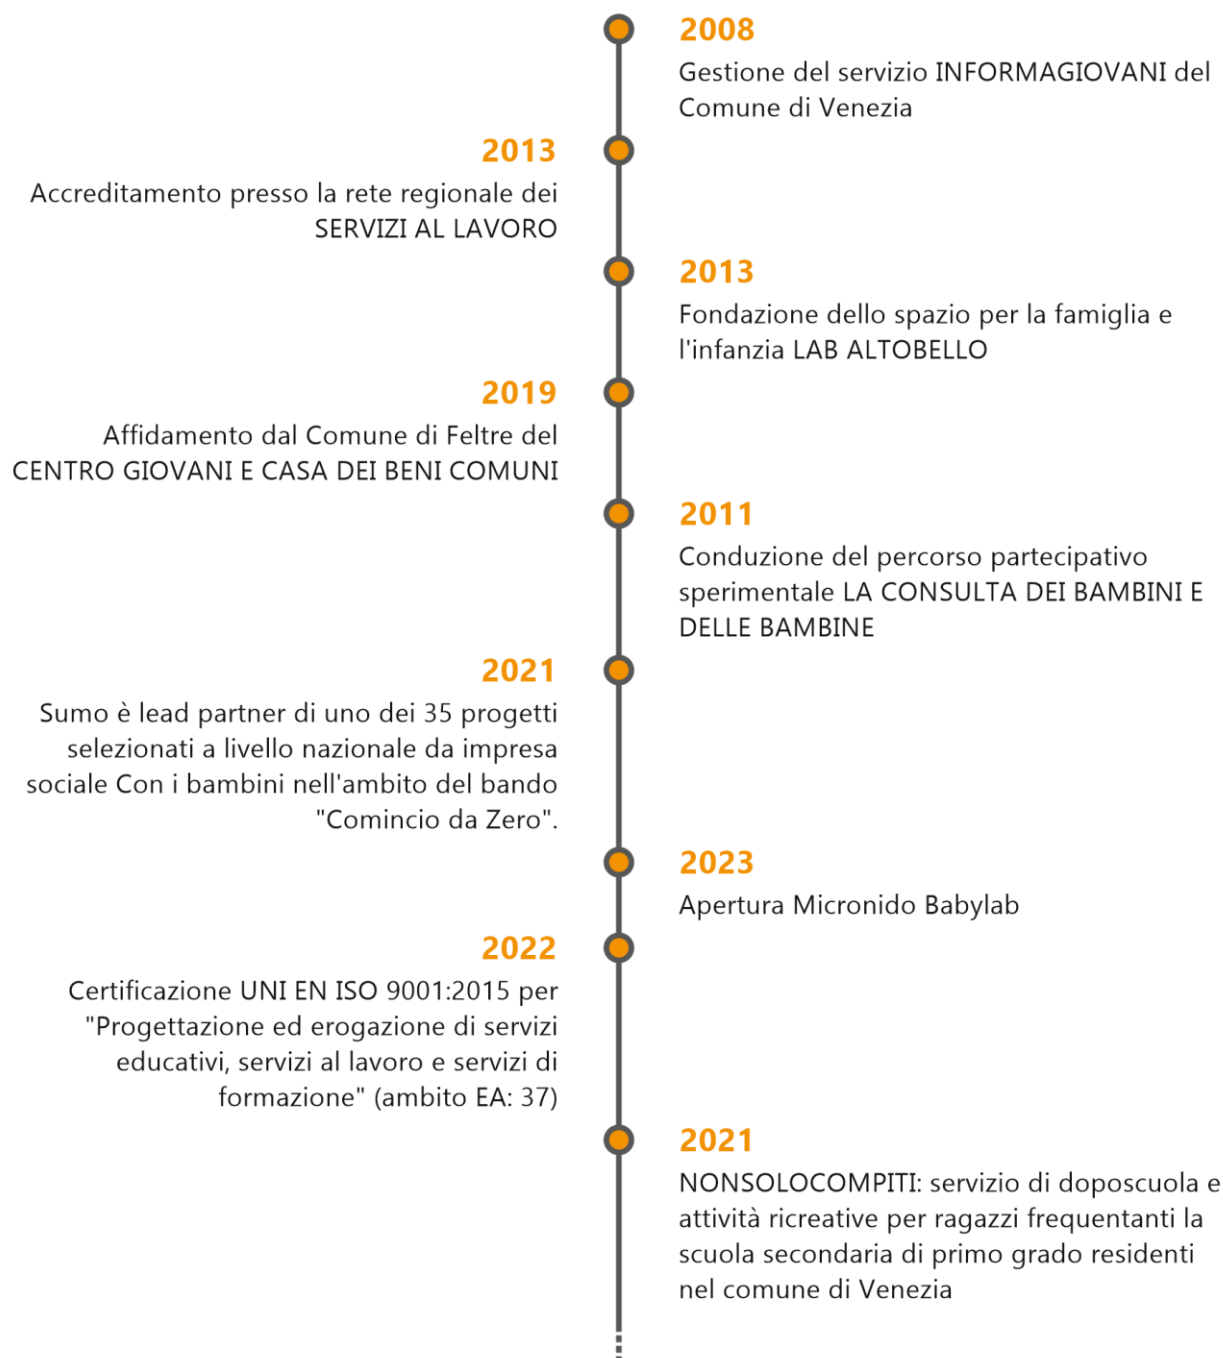 2008
Gestione del servizio INFORMAGIOVANI del
Comune di Venezia
2013
Accreditamento presso la rete regionale dei
SERVIZI AL LAVORO
2013
Fondazione dello spazio per la famiglia e
l'infanzia LAB ALTOBELLO
2019
Affidamento dal Comune di Feltre del
CENTRO GIOVANI E CASA DEI BENI COMUNI
2011
Conduzione del percorso partecipativo
sperimentale LA CONSULTA DEI BAMBINI E
DELLE BAMBINE
2021
Sumo è lead partner di uno dei 35 progetti
selezionati a livello nazionale da impresa
sociale Con i bambini nell'ambito del bando
"Comincio da Zero".
2023
Apertura Micronido Babylab
2022
Certificazione UNI EN ISO 9001:2015 per
"Progettazione ed erogazione di servizi
educativi, servizi al lavoro e servizi di
formazione" (ambito EA: 37)
2021
NONSOLOCOMPITI: servizio di doposcuola e
attività ricreative per ragazzi frequentanti la
scuola secondaria di primo grado residenti
nel comune di Venezia